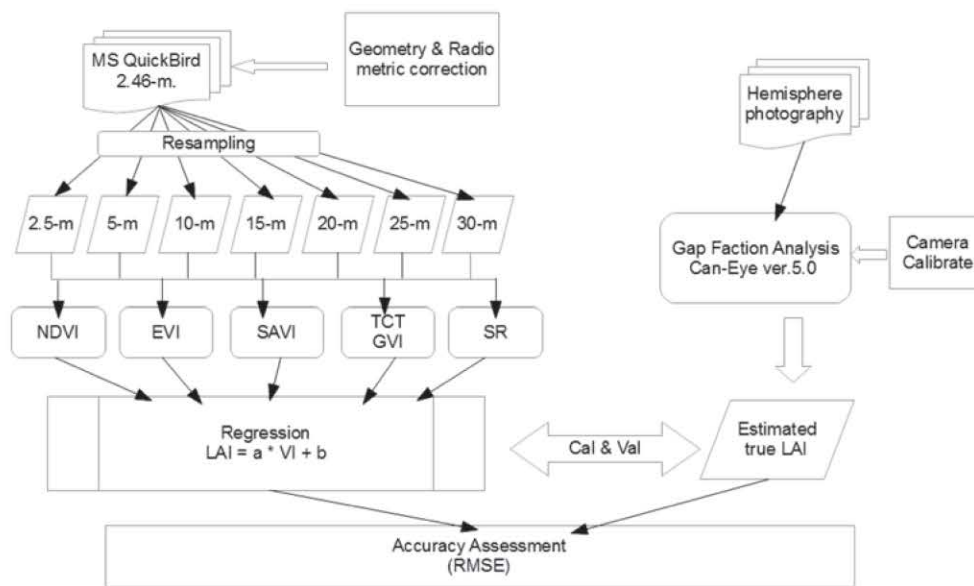 MS QuickBird
2.46-m.
Geometry & Radio
metric correction
Hemisphere
photography
Resampling
2.5-m
5-m
10-m
15-m
20-m
25-m
30-m
Gap Faction Analysis
Can-Eye ver.5.0
Camera
Calibrate
NDVI
EVI
SAVI
TCT
GVI
SR
Regression
LAI = a * VI + b
Cal & Val
Estimated
true LAI
Accuracy Assessment
(RMSE)